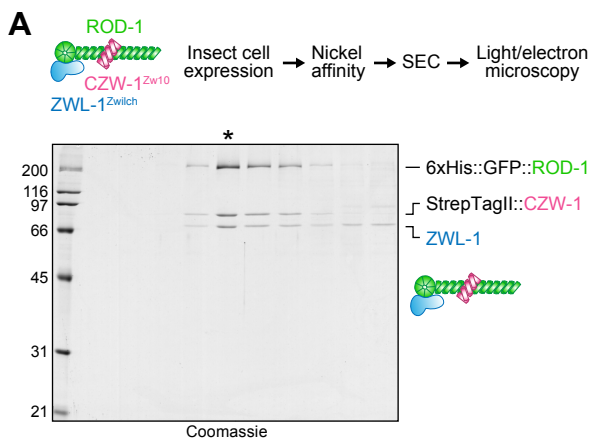 A
ROD-1
CZW-1Zw10
ZWL-1Zwilch
Insect cell
expression
Nickel
affinity
SEC
Light/electron
microscopy
*
200
116
97
66
45
31
21
6xHis::GFP::ROD-1
StrepTagII::CZW-1
ZWL-1
Coomassie